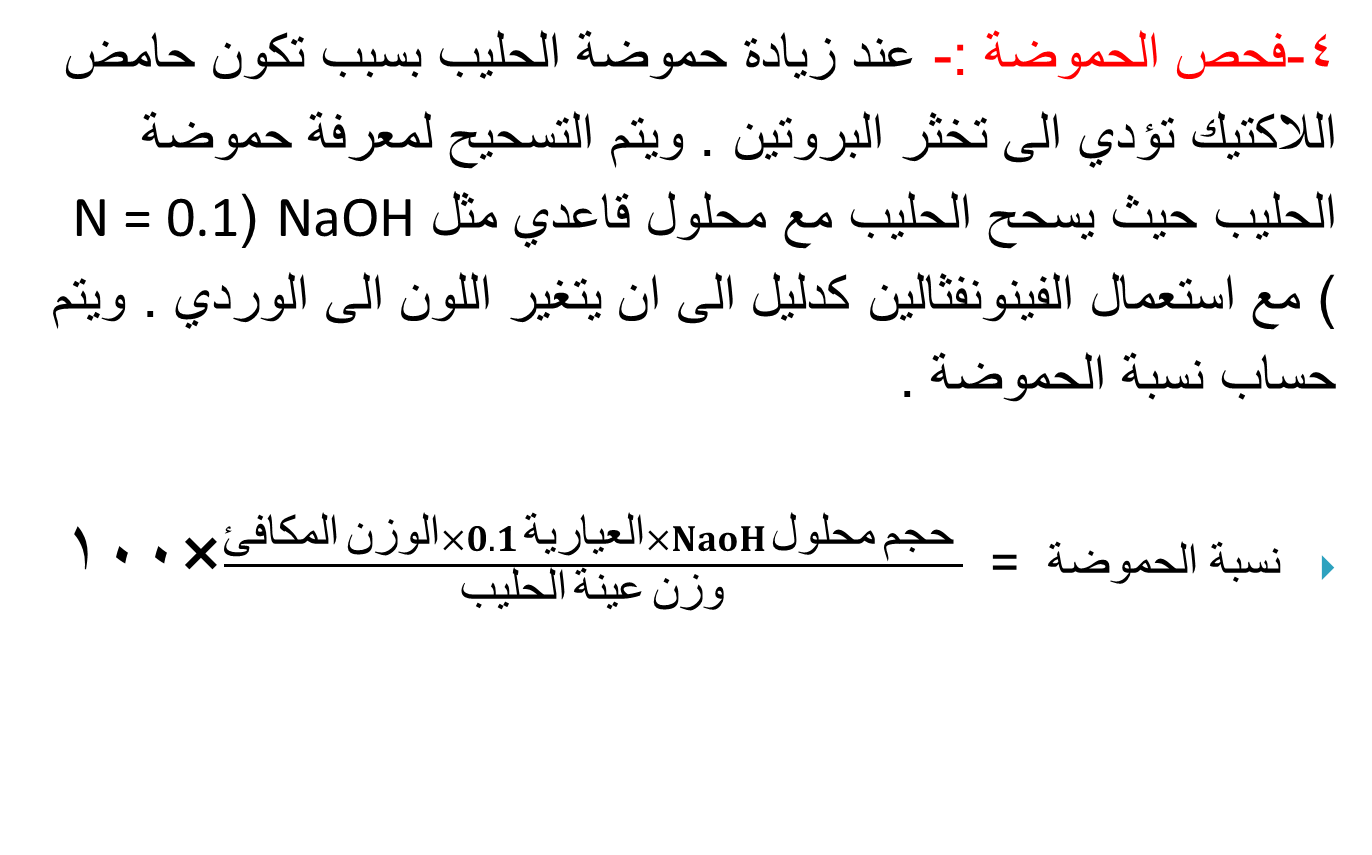 ٤-فحص الحموضة :- عند زيادة حموضة الحليب بسبب تكون حامض
اللاكتيك تؤدي الى تخثر البروتين . ويتم التسحيح لمعرفة حموضة
الحليب حيث يسحح الحليب مع محلول قاعدي مثل NaOH (N = 0.1
) مع استعمال الفينونفثالين كدليل الى ان يتغير اللون الى الوردي . ويتم
حساب نسبة الحموضة .
نسبة الحموضة = حجم محلول NaoH×العيارية 0.1×الوزن المكافئ
وزن عينة الحليب ×١٠٠